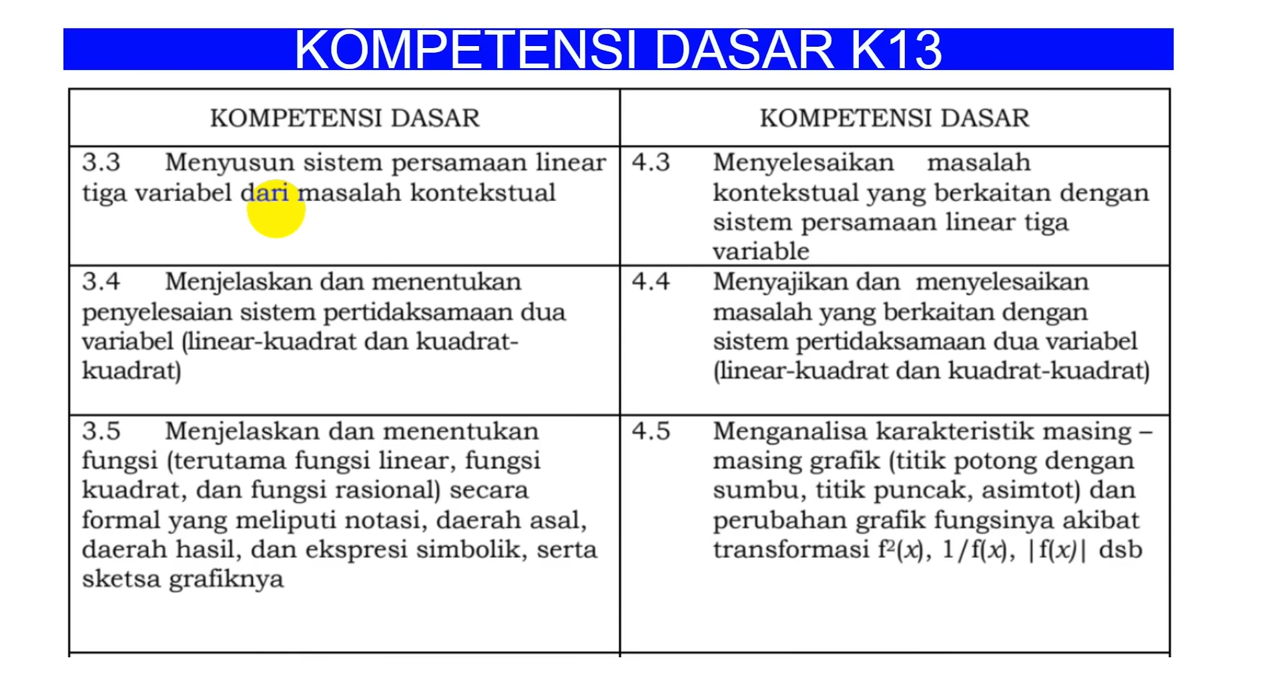 KOMPETENSI DASAR K13
KOMPETENSI DASAR
KOMPETENSI DASAR
3.3 Menyusun sistem persamaan linear
tiga variabel dari masalah kontekstual
4.3 Menyelesaikan masalah
kontekstual yang berkaitan dengan
sistem persamaan linear tiga
variable
3.4 Menjelaskan dan menentukan
penyelesaian sistem pertidaksamaan dua
variabel (linear-kuadrat dan kuadrat-
kuadrat)
4.4 Menyajikan dan menyelesaikan
masalah yang berkaitan dengan
sistem pertidaksamaan dua variabel
(linear-kuadrat dan kuadrat-kuadrat)
3.5 Menjelaskan dan menentukan
fungsi (terutama fungsi linear, fungsi
kuadrat, dan fungsi rasional) secara
formal yang meliputi notasi, daerah asal,
daerah hasil, dan ekspresi simbolik, serta
sketsa grafiknya
4.5 Menganalisa karakteristik masing –
masing grafik (titik potong dengan
sumbu, titik puncak, asimtot) dan
perubahan grafik fungsinya akibat
transformasi f²(x), 1/f(x), |f(x)| dsb